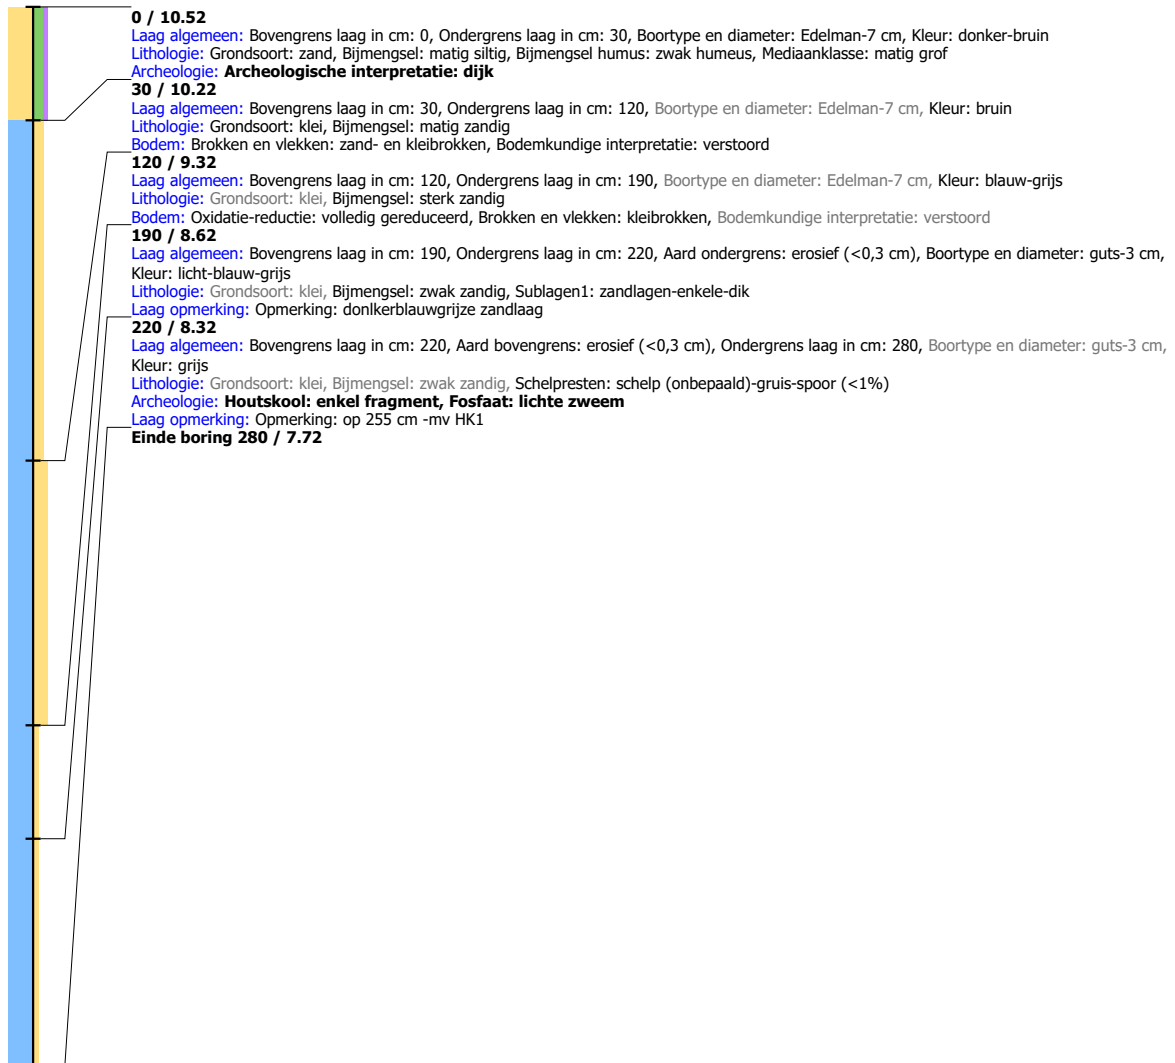 0 / 10.52
Laag algemeen: Bovengrens laag in cm: 0, Ondergrens laag in cm: 30, Boortype en diameter: Edelman-7 cm, Kleur: donker-bruin
Lithologie: Grondsoort: zand, Bijmengsel: matig siltig, Bijmengsel humus: zwak humeus, Mediaanklasse: matig grof
Archeologie: Archeologische interpretatie: dijk
30 / 10.22
Laag algemeen: Bovengrens laag in cm: 30, Ondergrens laag in cm: 120, Boortype en diameter: Edelman-7 cm, Kleur: bruin
Lithologie: Grondsoort: klei, Bijmengsel: matig zandig
Bodem: Brokken en vlekken: zand- en kleibrokken, Bodemkundige interpretatie: verstoord
120 / 9.32
Laag algemeen: Bovengrens laag in cm: 120, Ondergrens laag in cm: 190, Boortype en diameter: Edelman-7 cm, Kleur: blauw-grijs
Lithologie: Grondsoort: klei, Bijmengsel: sterk zandig
Bodem: Oxidatie-reductie: volledig gereduceerd, Brokken en vlekken: kleibrokken, Bodemkundige interpretatie: verstoord
190 / 8.62
Laag algemeen: Bovengrens laag in cm: 190, Ondergrens laag in cm: 220, Aard ondergrens: erosief (<0,3 cm), Boortype en diameter: guts-3 cm,
Kleur: licht-blauw-grijs
Lithologie: Grondsoort: klei, Bijmengsel: zwak zandig, Sublagen1: zandlagen-enkele-dik
Laag opmerking: Opmerking: donlkerblauwgrijze zandlaag
220 / 8.32
Laag algemeen: Bovengrens laag in cm: 220, Aard bovengrens: erosief (<0,3 cm), Ondergrens laag in cm: 280, Boortype en diameter: guts-3 cm,
Kleur: grijs
Lithologie: Grondsoort: klei, Bijmengsel: zwak zandig, Schelpresten: schelp (onbepaald)-gruis-spoor (<1%)
Archeologie: Houtskool: enkel fragment, Fosfaat: lichte zweem
Laag opmerking: Opmerking: op 255 cm -mv HK1
Einde boring 280 / 7.72